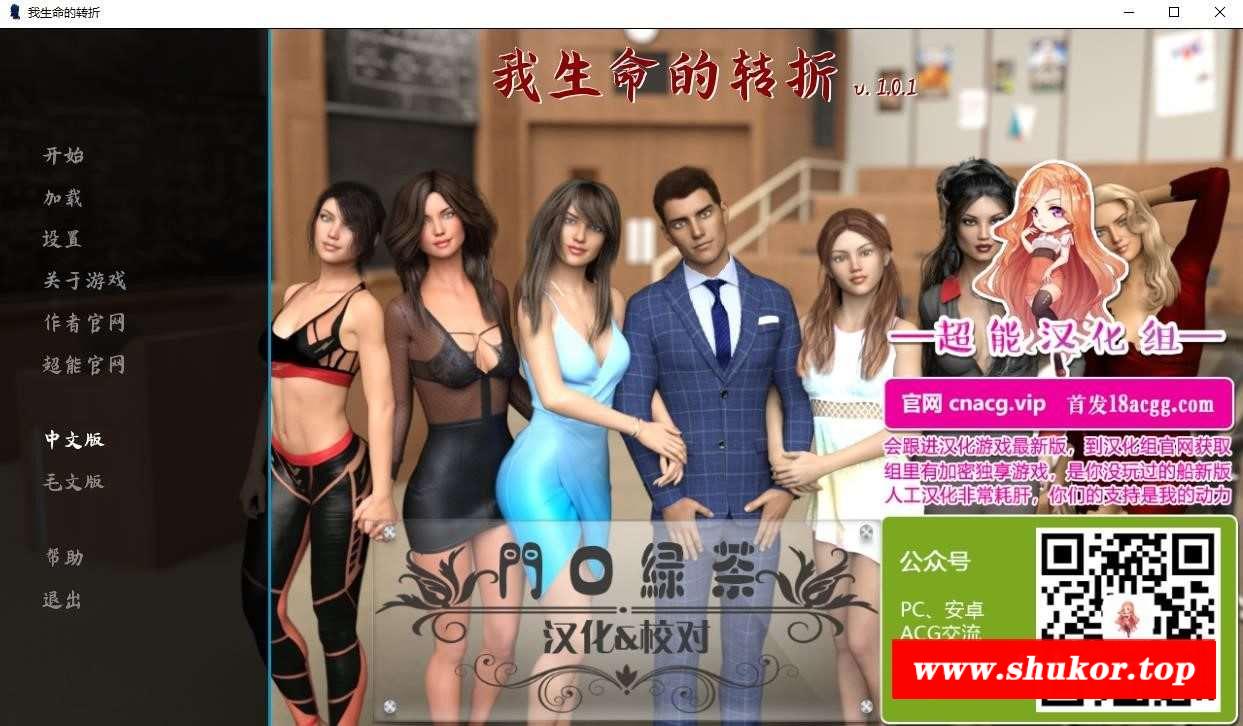 我生命的转折
我生命的转折 v. 1.0.1
开始
加载
设置
关于游戏
作者官网
超能官网
中文版
毛文版
帮助
退出
超能汉化组
官网 cnacg.vip 首发18acgg.com
会跟进汉化游戏最新版，到汉化组官网获取
组里有加密独享游戏，是你没玩过的船新版
人工汉化非常耗肝，你们的支持是我的动力
門口綠茶
汉化&校对
公众号
PC、安卓
ACG交流
www.shukor.top